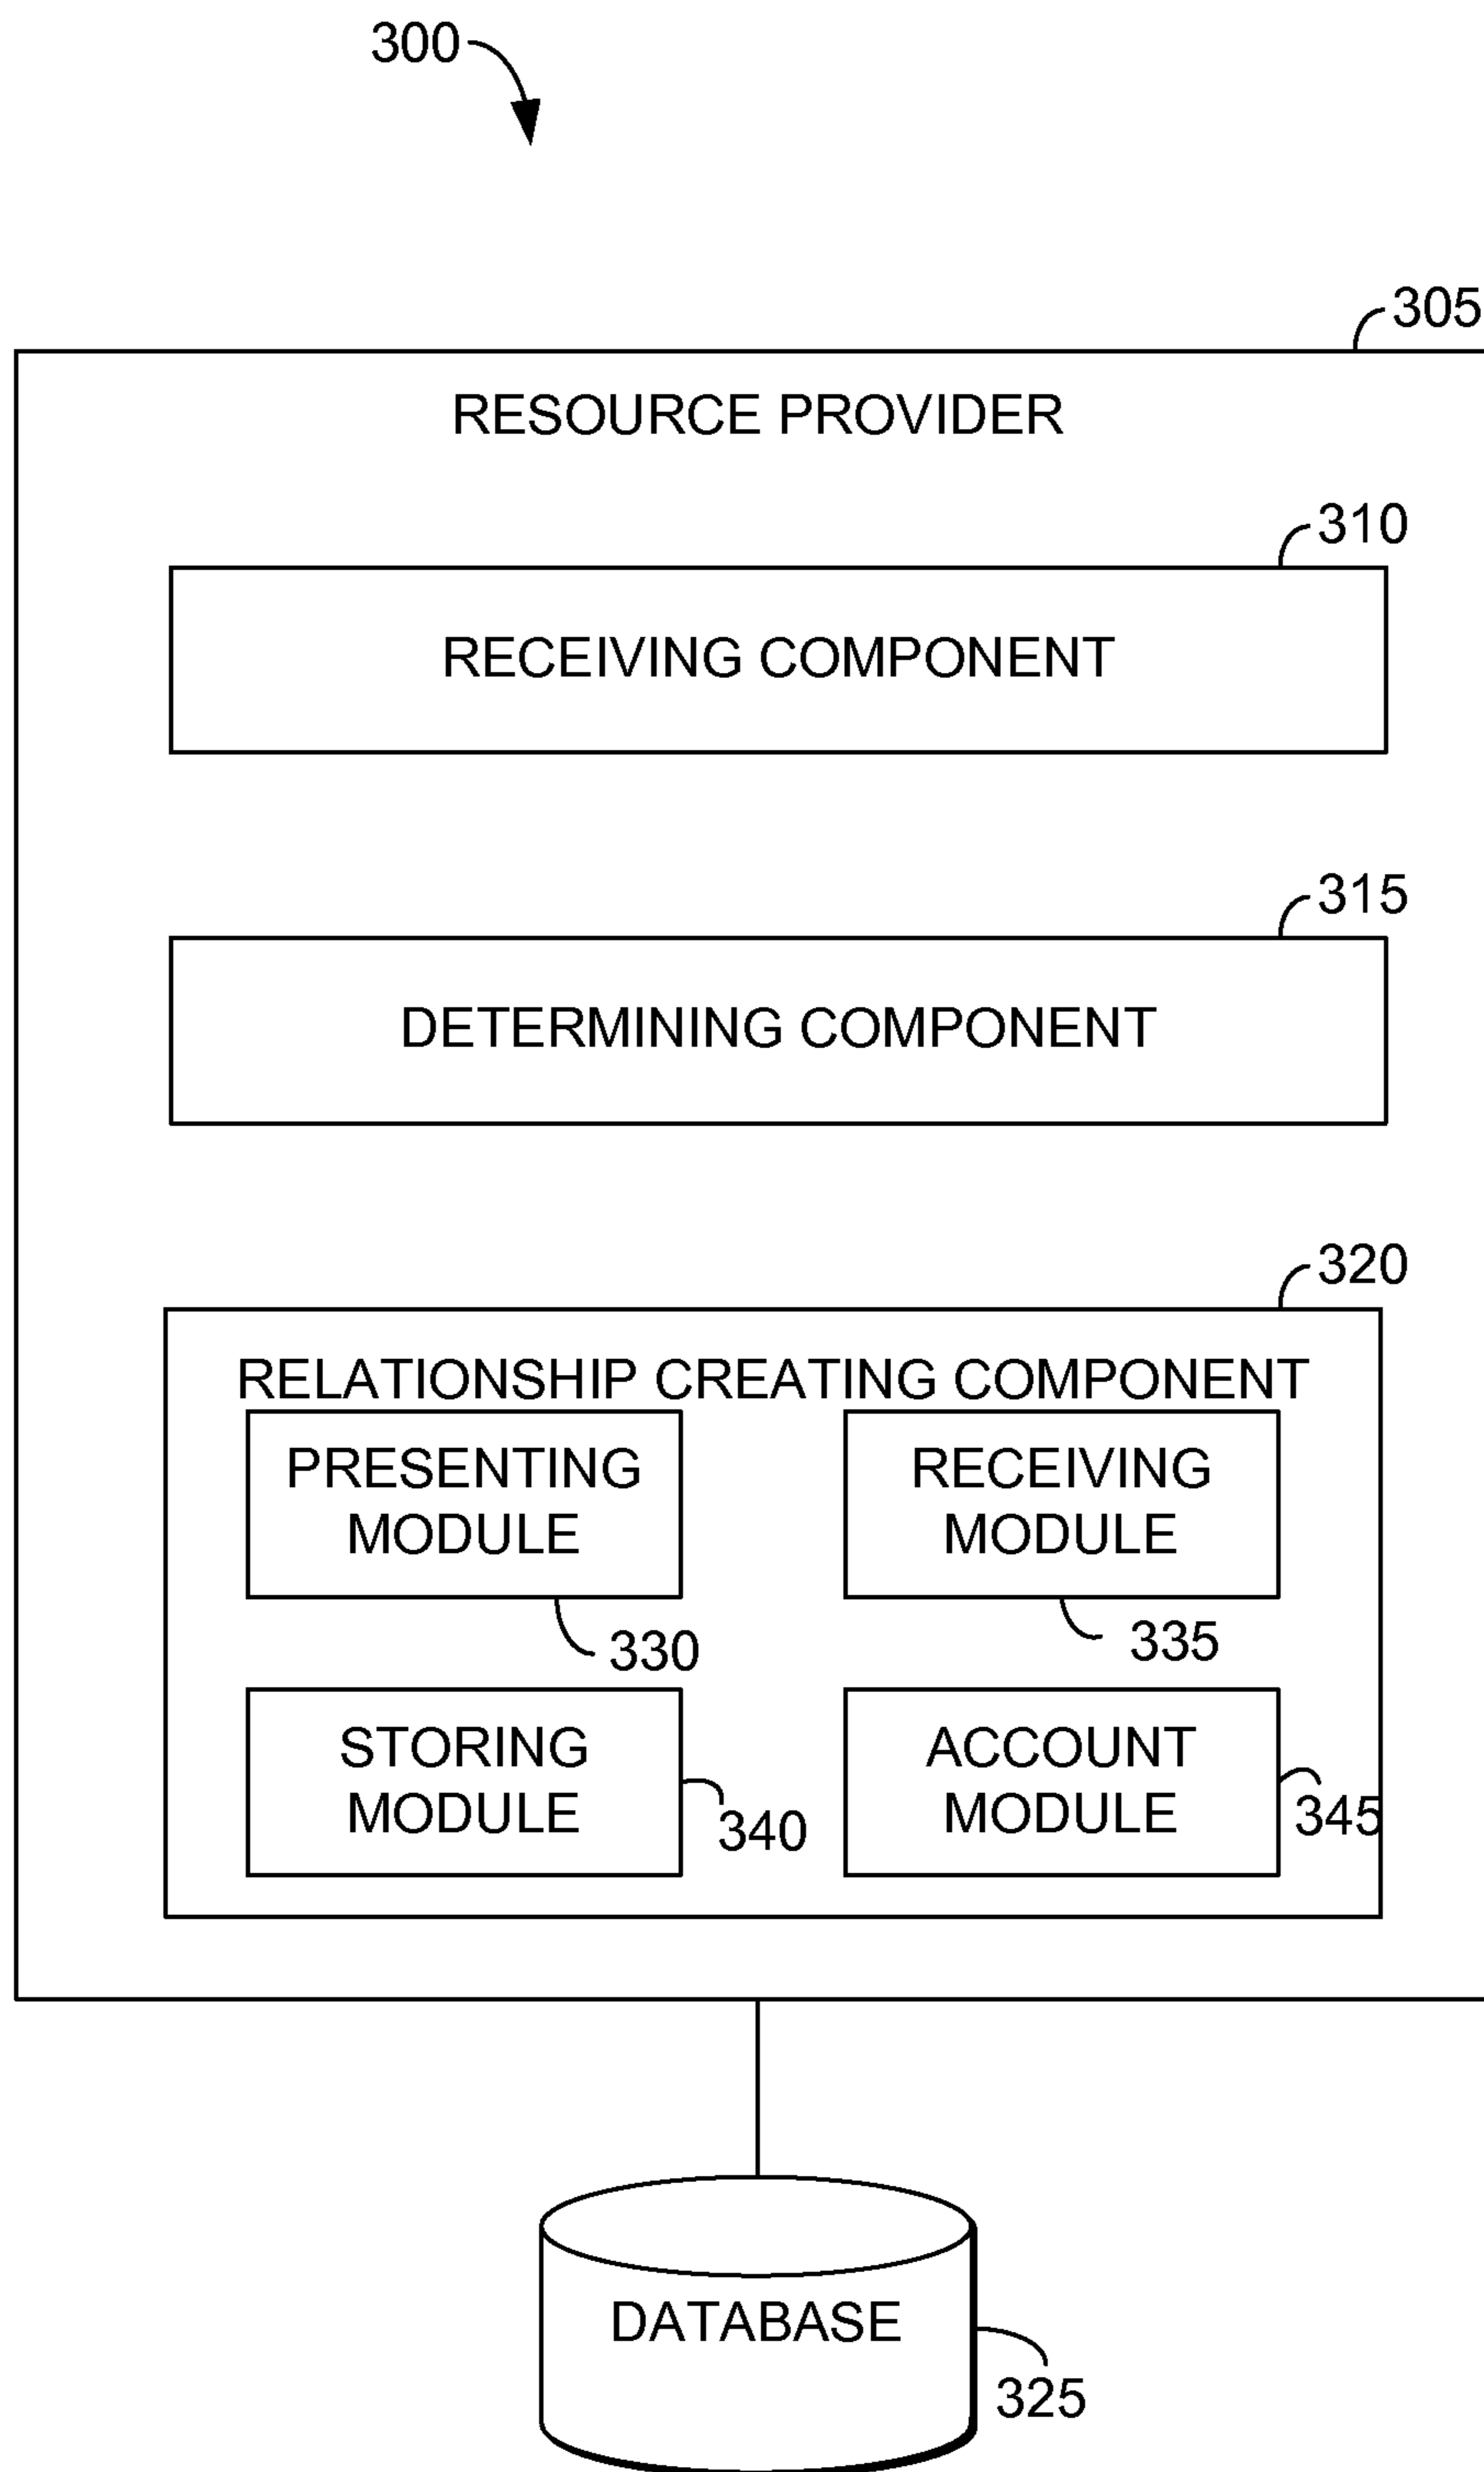 300
305
RESOURCE PROVIDER
310
RECEIVING COMPONENT
315
DETERMINING COMPONENT
320
RELATIONSHIP CREATING COMPONENT
PRESENTING
MODULE
330
RECEIVING
MODULE
335
STORING
MODULE
340
ACCOUNT
MODULE
345
DATABASE
325